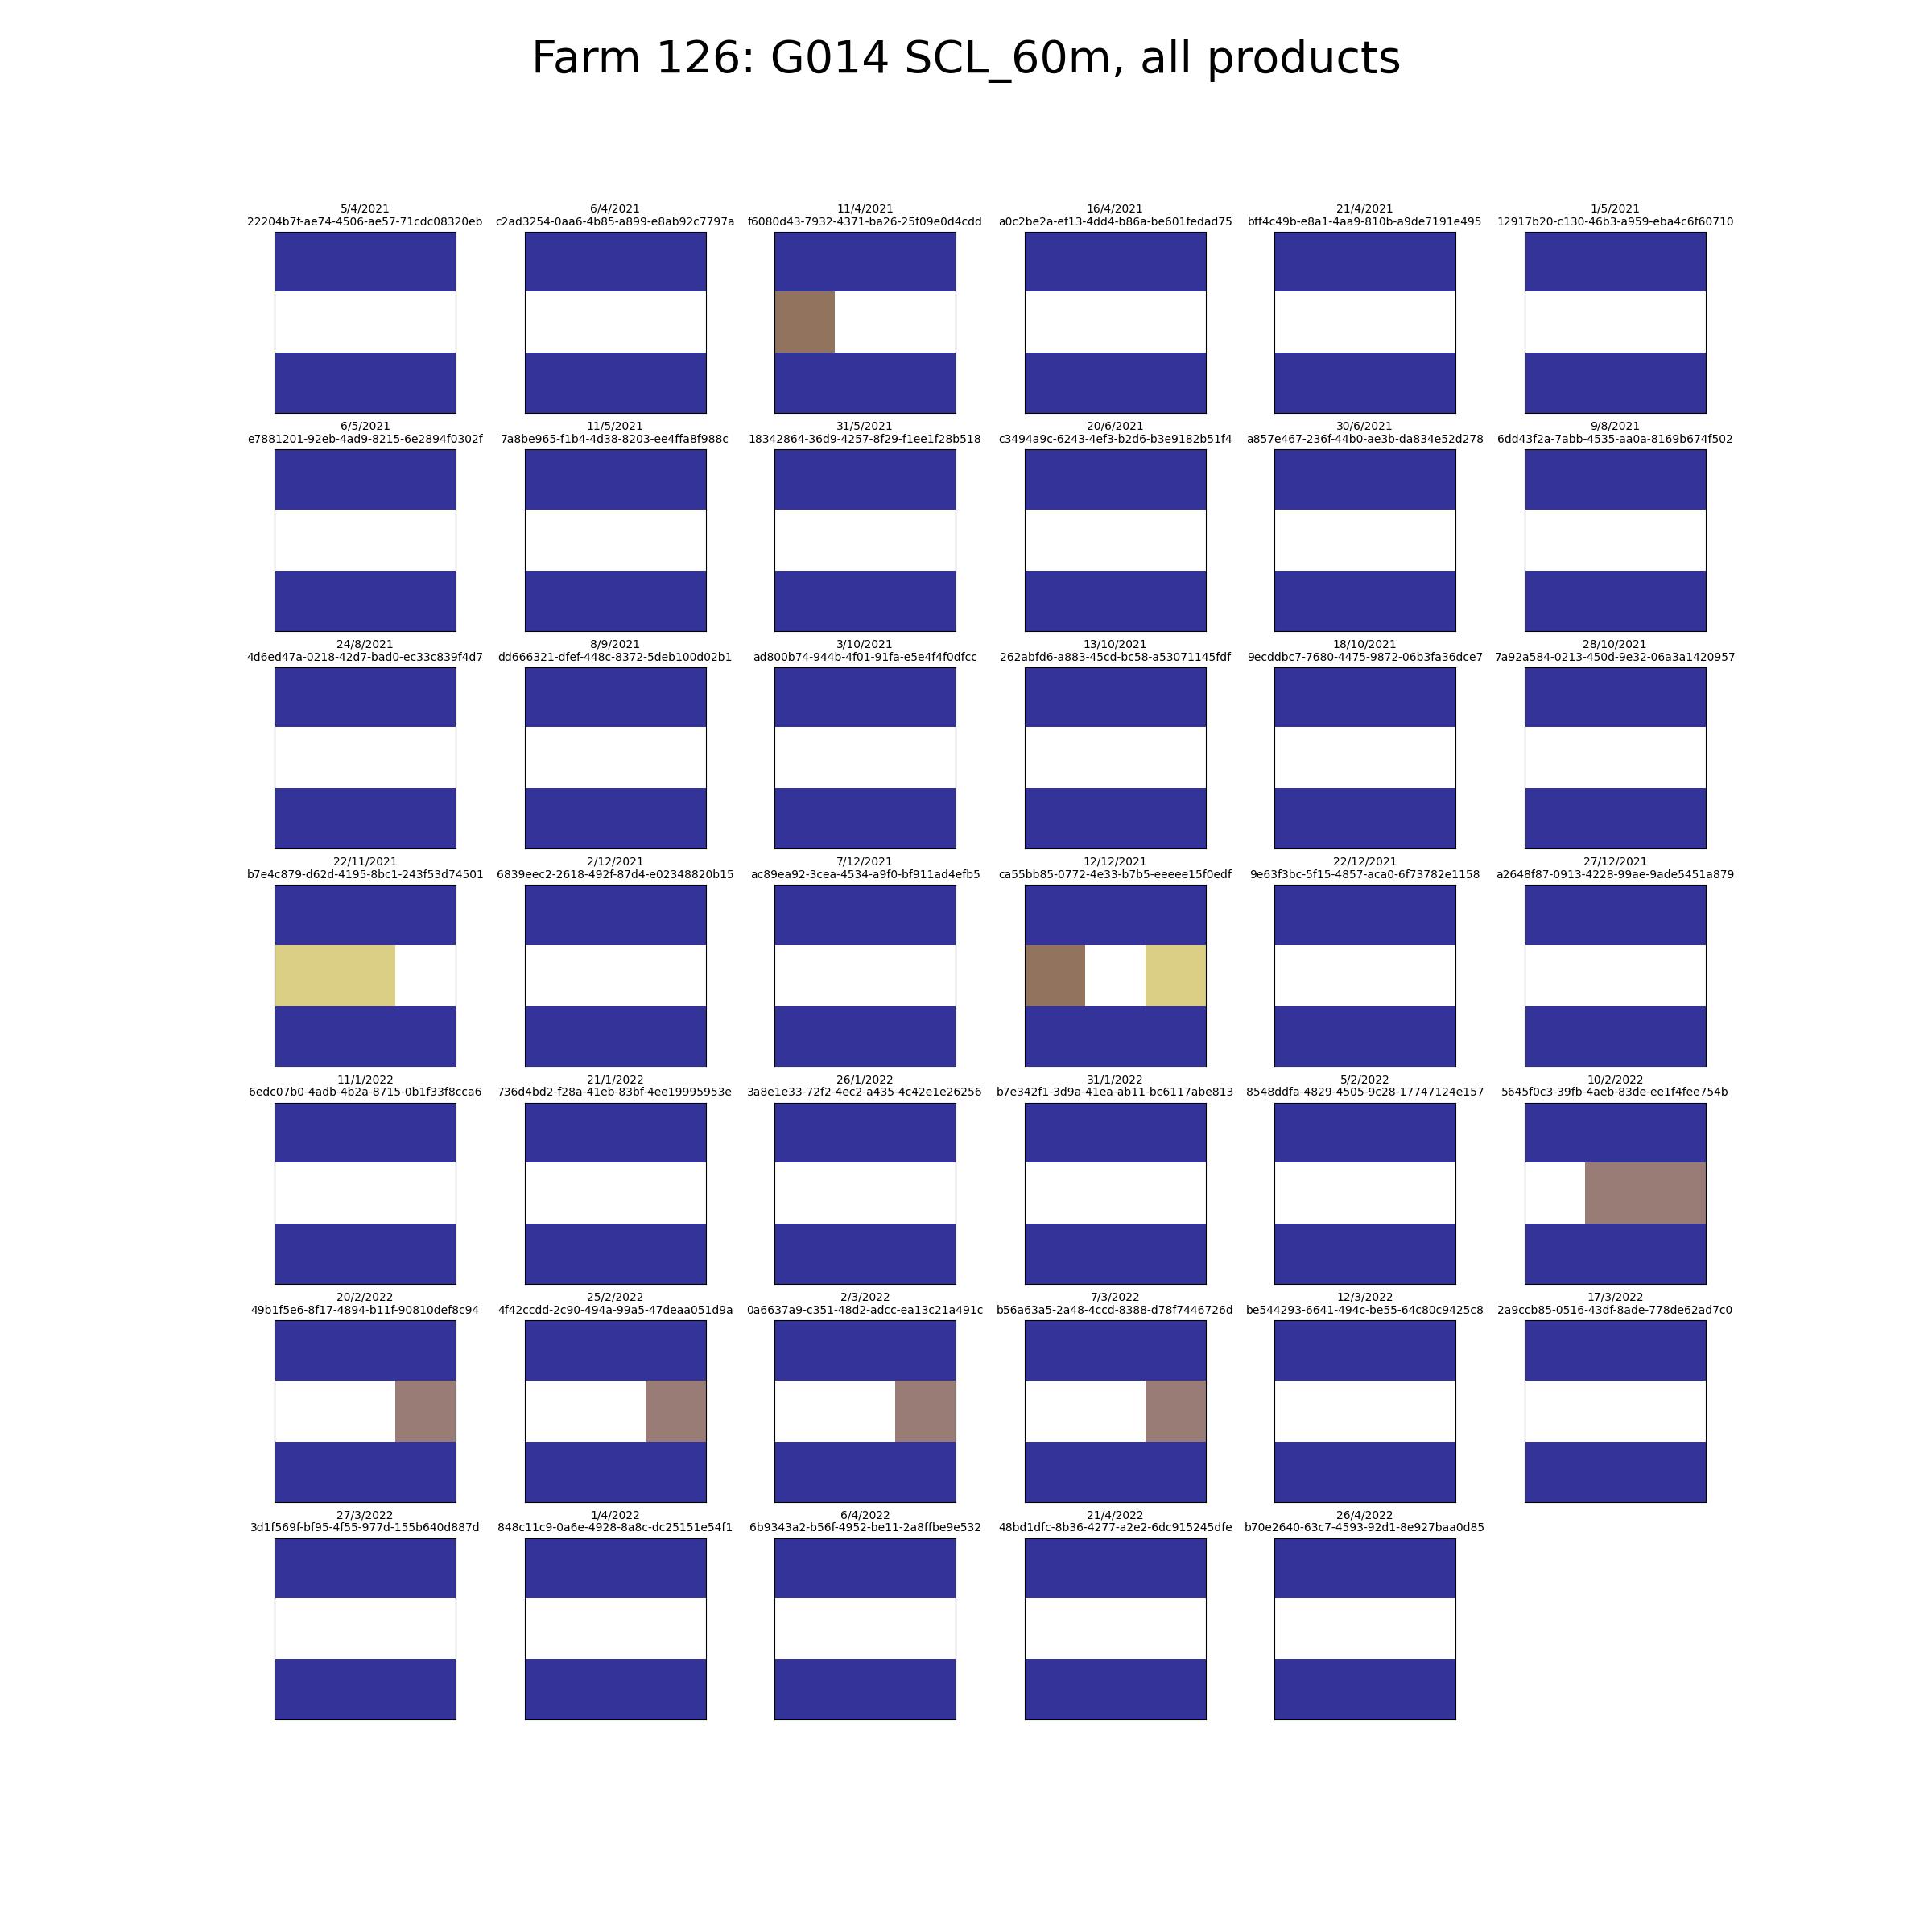 Farm 126: G014 SCL_60m, all products
5/4/2021
22204b7f-ae74-4506-ae57-71cdc08320eb
6/4/2021
c2ad3254-0aa6-4b85-a899-e8ab92c7797a
11/4/2021
f6080d43-7932-4371-ba26-25f09e0d4cdd
16/4/2021
a0c2be2a-ef13-4dd4-b86a-be601fedad75
21/4/2021
bff4c49b-e8a1-4aa9-810b-a9de7191e495
1/5/2021
12917b20-c130-46b3-a959-eba4c6f60710
6/5/2021
e7881201-92eb-4ad9-8215-6e2894f0302f
11/5/2021
7a8be965-f1b4-4d38-8203-ee4ffa8f988c
31/5/2021
18342864-36d9-4257-8f29-f1ee1f28b518
20/6/2021
c3494a9c-6243-4ef3-b2d6-b3e9182b51f4
30/6/2021
a857e467-236f-44b0-ae3b-da834e52d278
9/8/2021
6dd43f2a-7abb-4535-aa0a-8169b674f502
24/8/2021
4d6ed47a-0218-42d7-bad0-ec33c839f4d7
8/9/2021
dd666321-dfef-448c-8372-5deb100d02b1
3/10/2021
ad800b74-944b-4f01-91fa-e5e4f4f0dfcc
13/10/2021
262abfd6-a883-45cd-bc58-a53071145fdf
18/10/2021
9ecddbc7-7680-4475-9872-06b3fa36dce7
28/10/2021
7a92a584-0213-450d-9e32-06a3a1420957
22/11/2021
b7e4c879-d62d-4195-8bc1-243f53d74501
2/12/2021
6839eec2-2618-492f-87d4-e02348820b15
7/12/2021
ac89ea92-3cea-4534-a9f0-bf911ad4efb5
12/12/2021
ca55bb85-0772-4e33-b7b5-eeeee15f0edf
22/12/2021
9e63f3bc-5f15-4857-aca0-6f73782e1158
27/12/2021
a2648f87-0913-4228-99ae-9ade5451a879
11/1/2022
6edc07b0-4adb-4b2a-8715-0b1f33f8cca6
21/1/2022
736d4bd2-f28a-41eb-83bf-4ee19995953e
26/1/2022
3a8e1e33-72f2-4ec2-a435-4c42e1e26256
31/1/2022
b7e342f1-3d9a-41ea-ab11-bc6117abe813
5/2/2022
8548ddfa-4829-4505-9c28-17747124e157
10/2/2022
5645f0c3-39fb-4aeb-83de-ee1f4fee754b
20/2/2022
49b1f5e6-8f17-4894-b11f-90810def8c94
25/2/2022
4f42ccdd-2c90-494a-99a5-47deaa051d9a
2/3/2022
0a6637a9-c351-48d2-adcc-ea13c21a491c
7/3/2022
b56a63a5-2a48-4ccd-8388-d78f7446726d
12/3/2022
be544293-6641-494c-be55-64c80c9425c8
17/3/2022
2a9ccb85-0516-43df-8ade-778de62ad7c0
27/3/2022
3d1f569f-bf95-4f55-977d-155b640d887d
1/4/2022
848c11c9-0a6e-4928-8a8c-dc25151e54f1
6/4/2022
6b9343a2-b56f-4952-be11-2a8ffbe9e532
21/4/2022
48bd1dfc-8b36-4277-a2e2-6dc915245dfe
26/4/2022
b70e2640-63c7-4593-92d1-8e927baa0d85